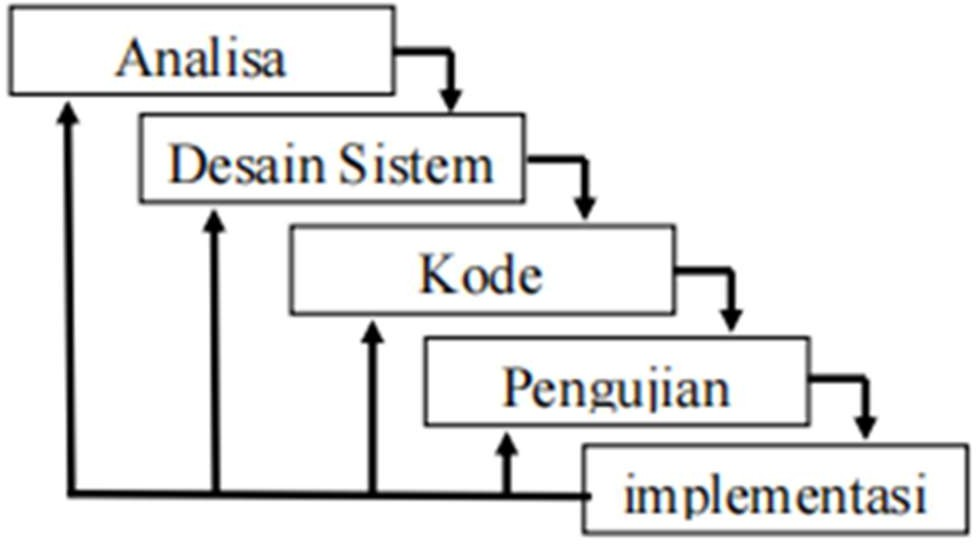 Analisa
Desain Sistem
Kode
Pengujian
implementasi